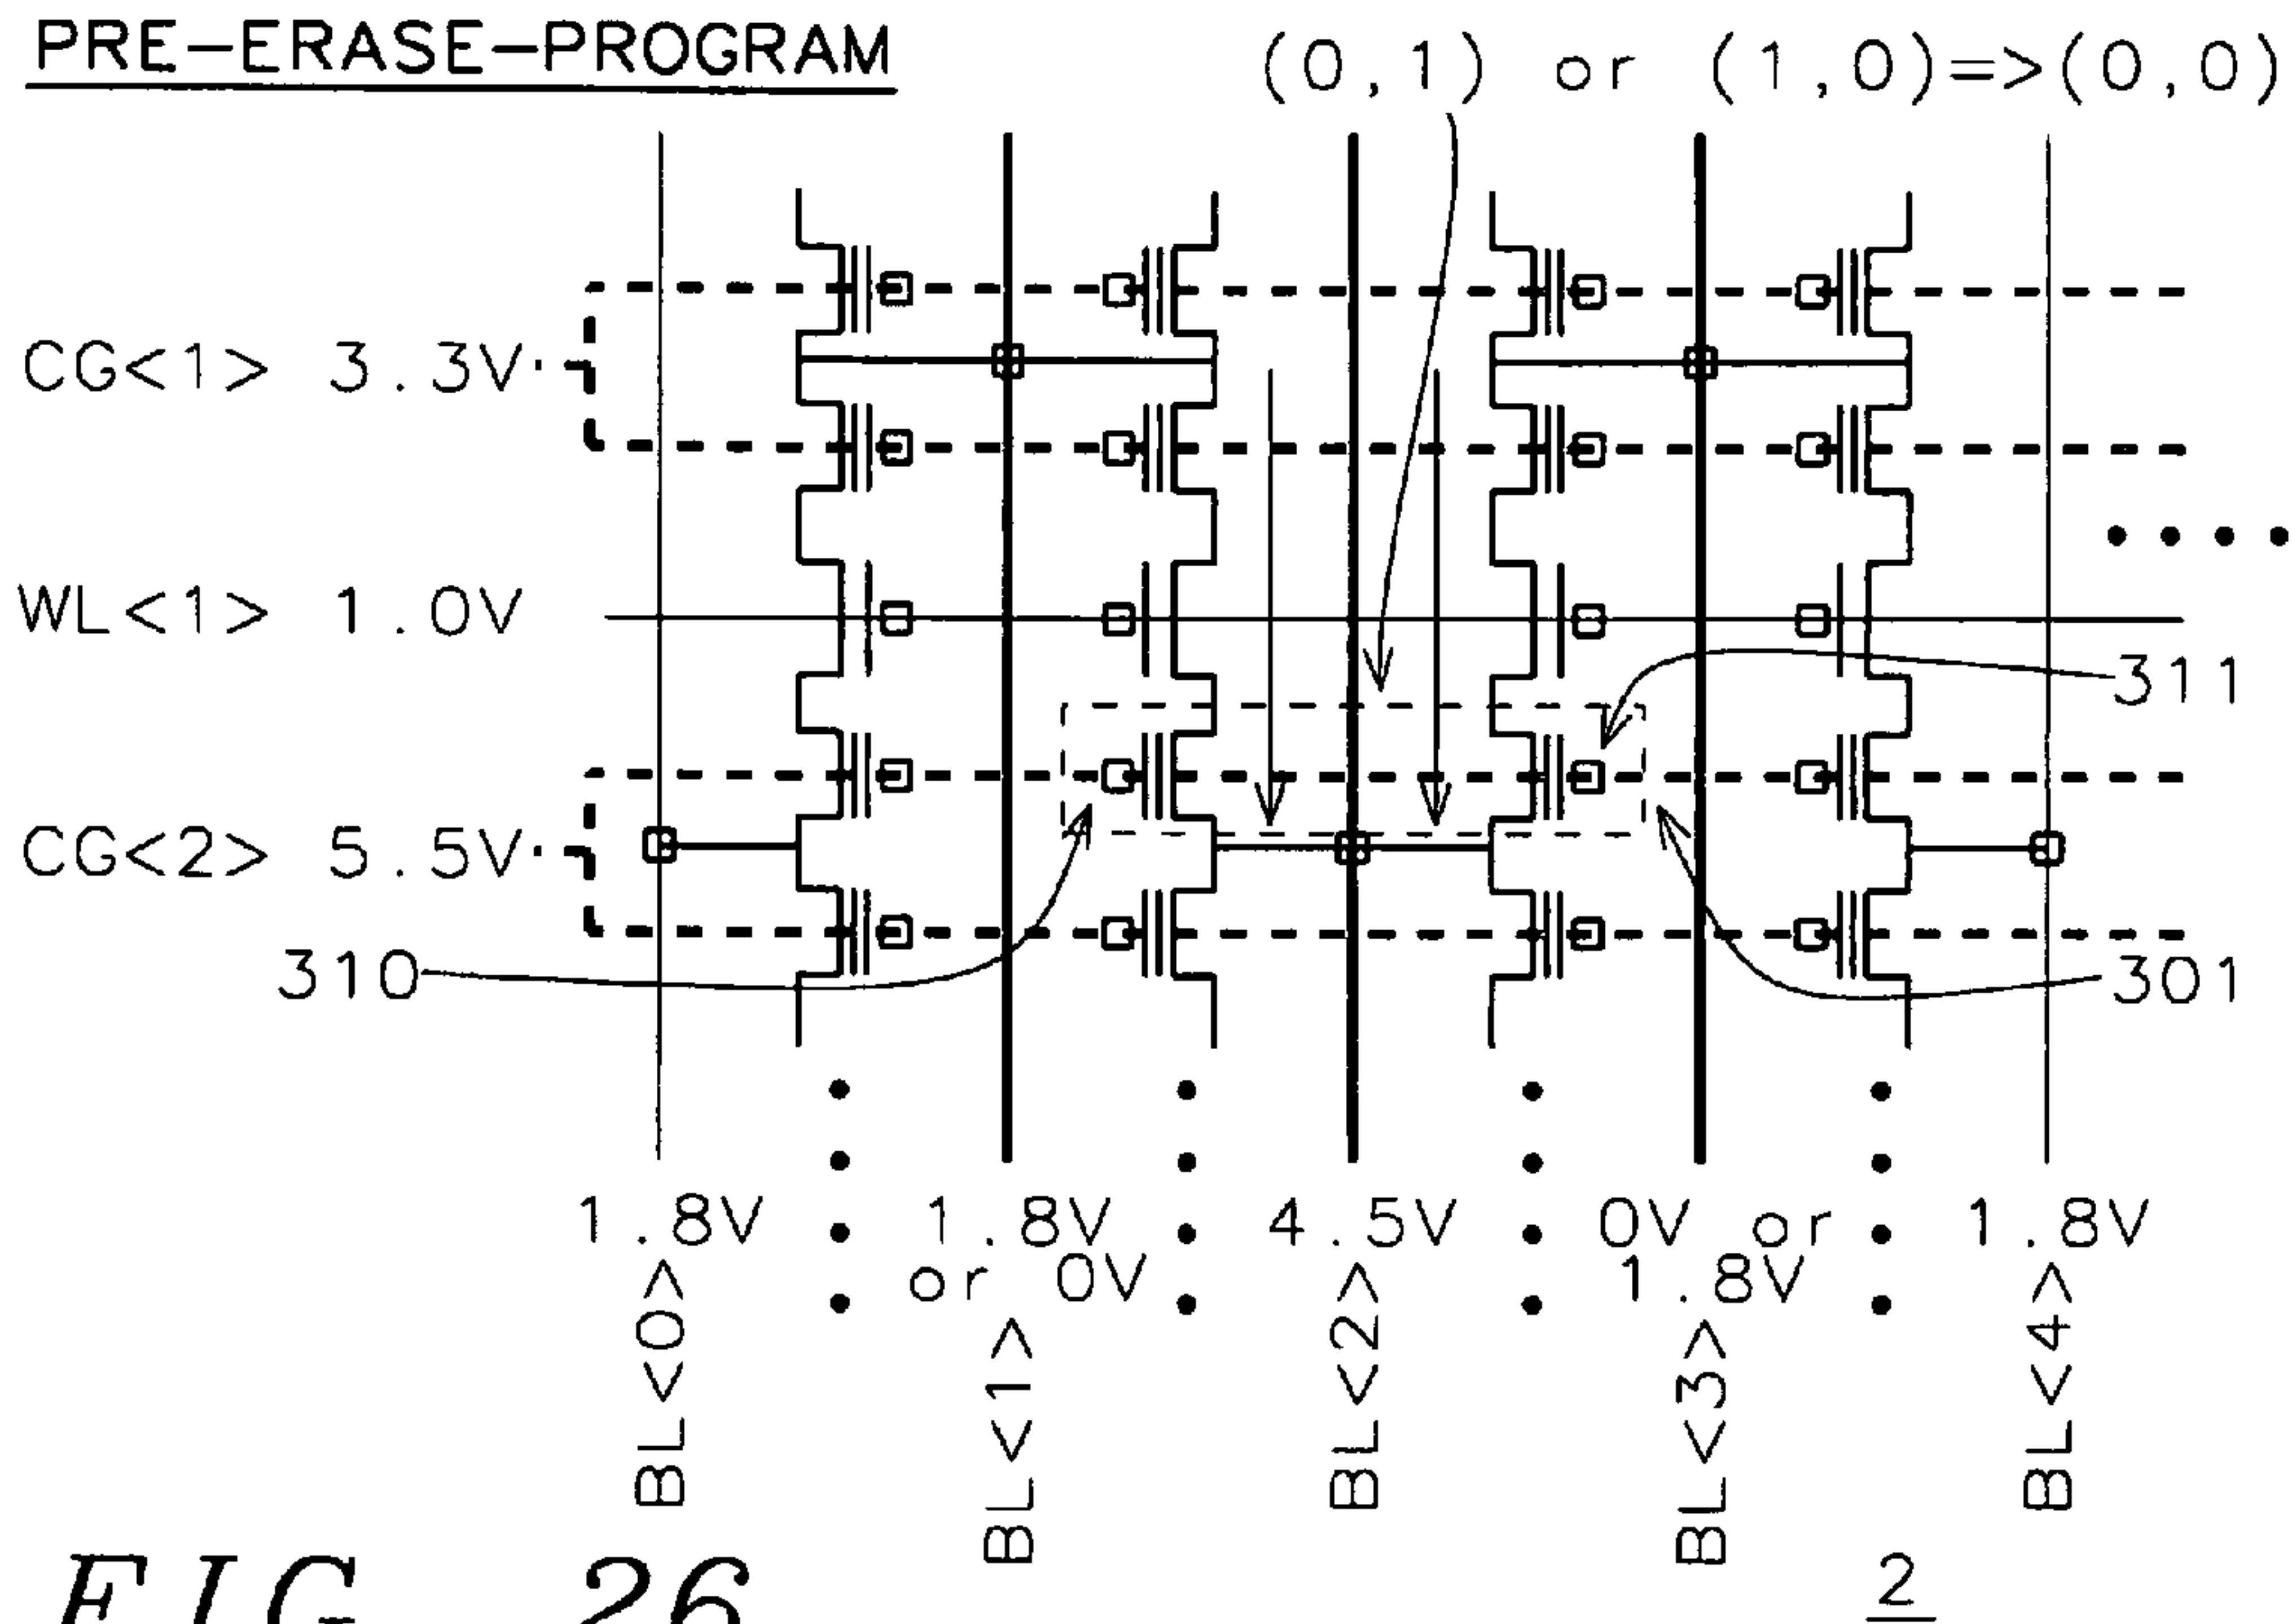 PRE-ERASE-PROGRAM
(0,1) or (1,0)=>(0,0)
CG<1> 3.3V
WL<1> 1.0V
311
CG<2> 5.5V
310
301
1.8V
1.8V
or 0V
4.5V
0V or
1.8V
1.8V
BL<0>
BL<1>
BL<2>
BL<3>
BL<4>
FIG 26
2